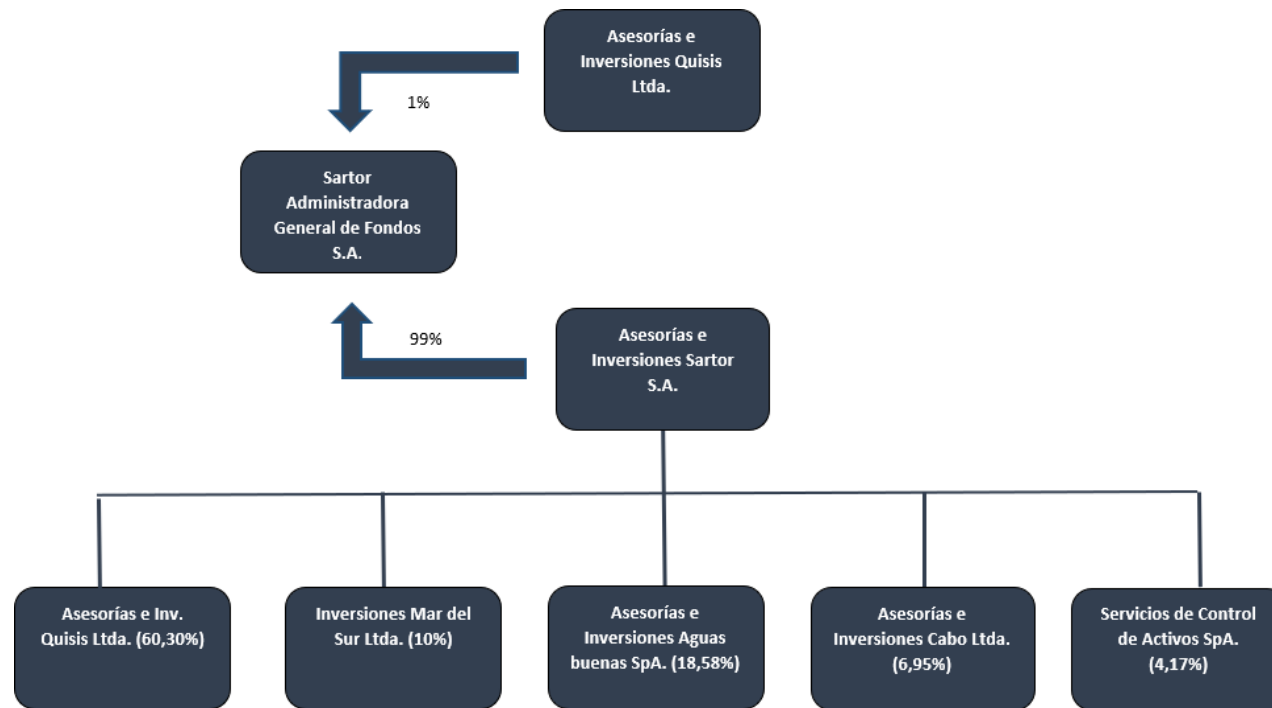 Asesorías e
Inversiones Quisis
Ltda.
1%
Sartor
Administradora
General de Fondos
S.A.
99%
Asesorías e
Inversiones Sartor
S.A.
Asesorías e Inv.
Quisis Ltda. (60,30%)
Inversiones Mar del
Sur Ltda. (10%)
Asesorías e
Inversiones Aguas
buenas SpA. (18,58%)
Asesorías e
Inversiones Cabo Ltda.
(6,95%)
Servicios de Control
de Activos SpA.
(4,17%)